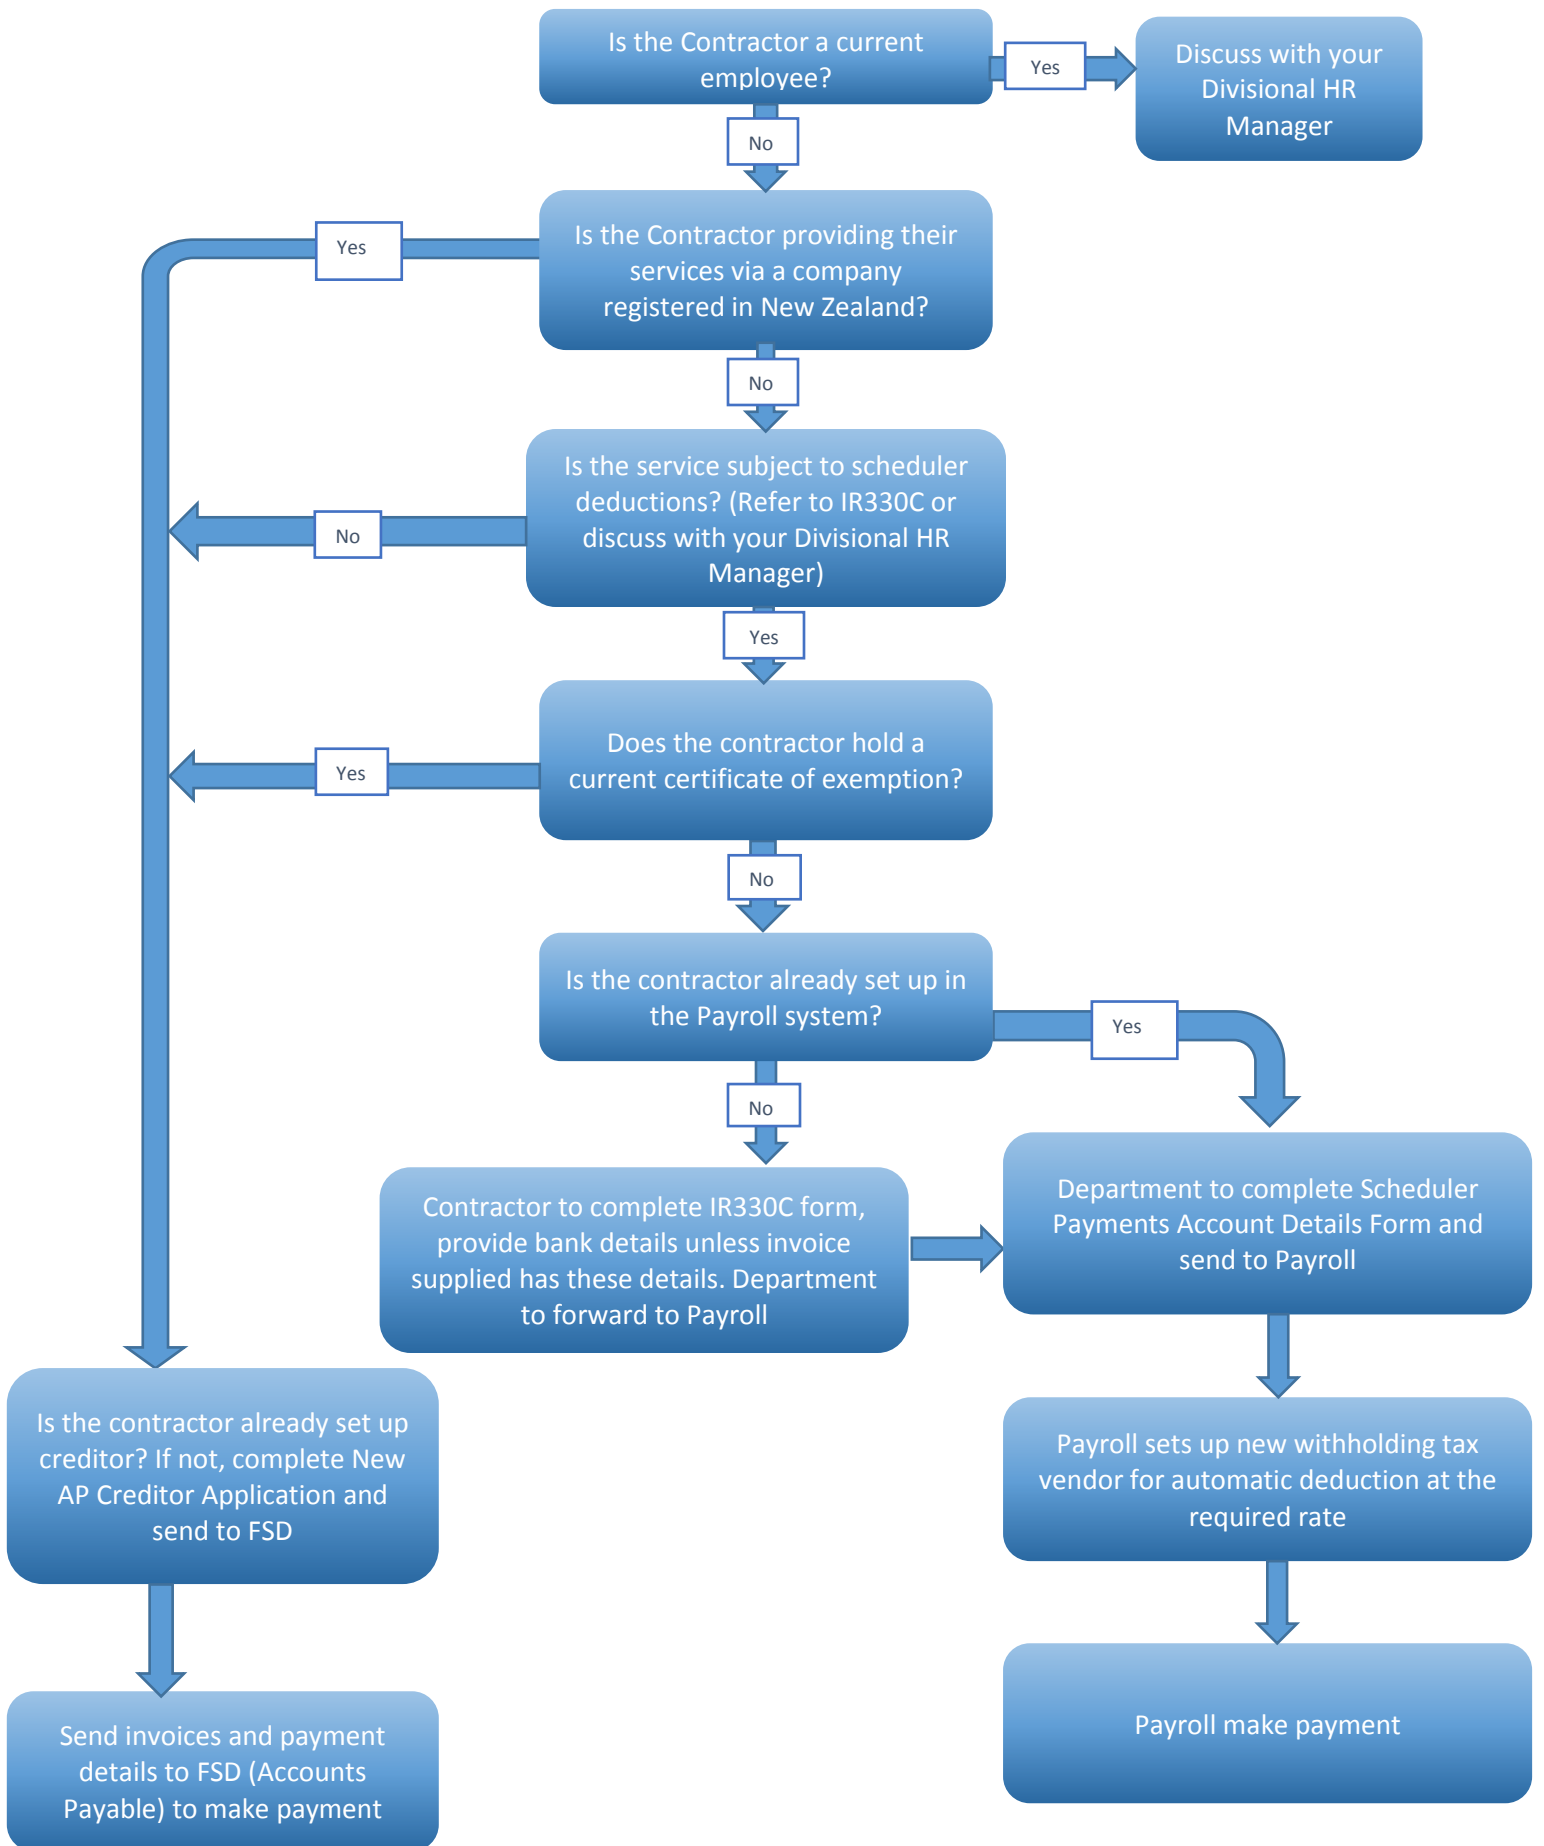 Is the Contractor a current
employee?
Yes
Discuss with your
Divisional HR
Manager
No
Is the Contractor providing their
services via a company
registered in New Zealand?
Yes
No
Is the service subject to scheduler
deductions? (Refer to IR330C or
discuss with your Divisional HR
Manager)
No
Yes
Does the contractor hold a
current certificate of exemption?
Yes
No
Is the contractor already set up in
the Payroll system?
Yes
No
Contractor to complete IR330C form,
provide bank details unless invoice
supplied has these details. Department
to forward to Payroll
Department to complete Scheduler
Payments Account Details Form and
send to Payroll
Is the contractor already set up
creditor? If not, complete New
AP Creditor Application and
send to FSD
Payroll sets up new withholding tax
vendor for automatic deduction at the
required rate
Send invoices and payment
details to FSD (Accounts
Payable) to make payment
Payroll make payment